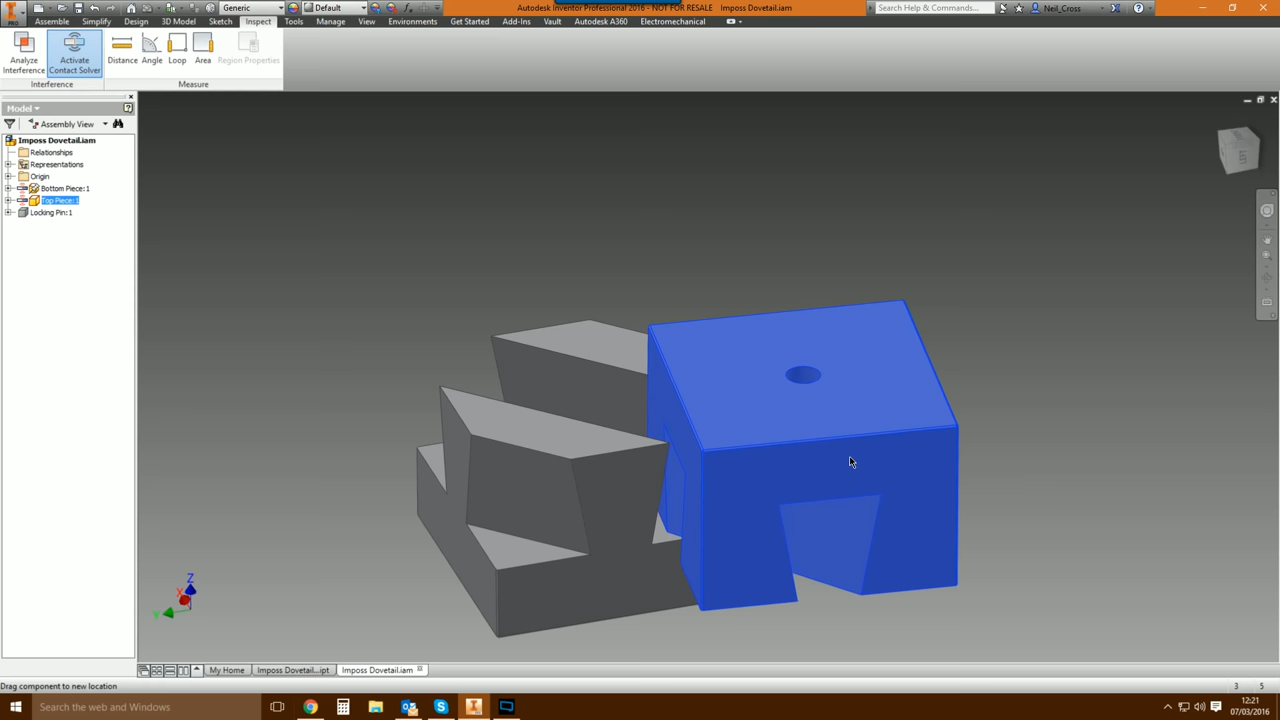 Generic
Default
Autodesk Inventor Professional 2016 - NOT FOR RESALE Imposs Dovetail.iam
Search Help & Commands...
Neil_Cross
PRO
Assembly Simplify Design 3D Model Sketch Inspect Tools Manage View Environments Get Started Add-Ins Vault Autodesk A360 Electromechanical
Analyze Interference
Activate Contact Solver
Distance Angle Loop Area Region Properties
Interference
Measure
Model
Assembly View
Imposs Dovetail.iam
Relationships
Representations
Origin
Bottom Piece:1
Top Piece:1
Locking Pin:1
LEFT
Z
X
Y
My Home
Imposs Dovetail...ipt
Imposs Dovetail.iam
Drag component to new location
3 5
Search the web and Windows
12:21
07/03/2016